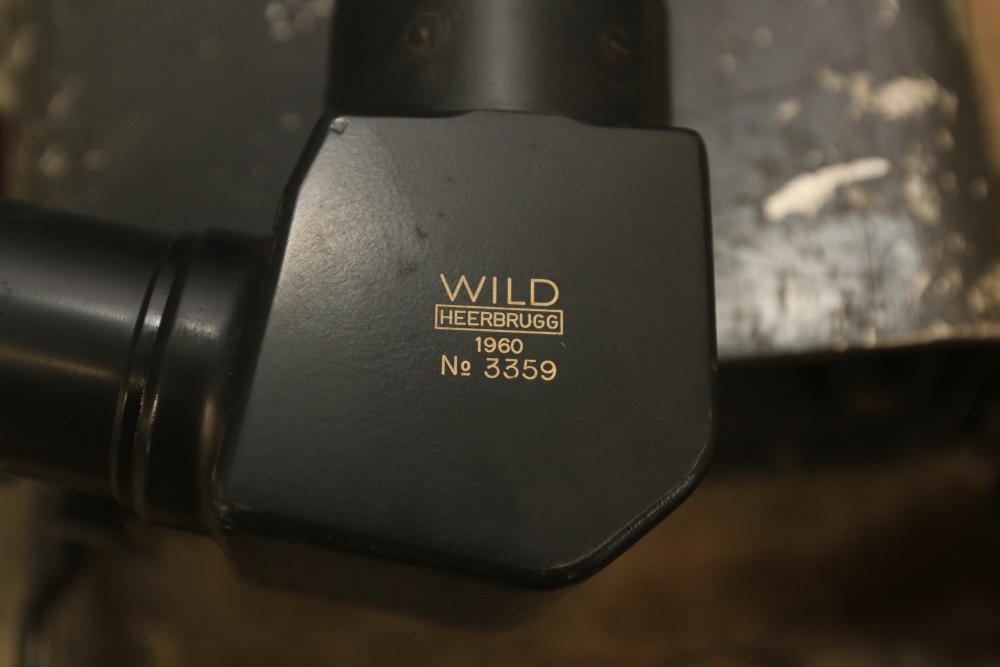 WILD
HEERBRUGG
1960
Nº 3359